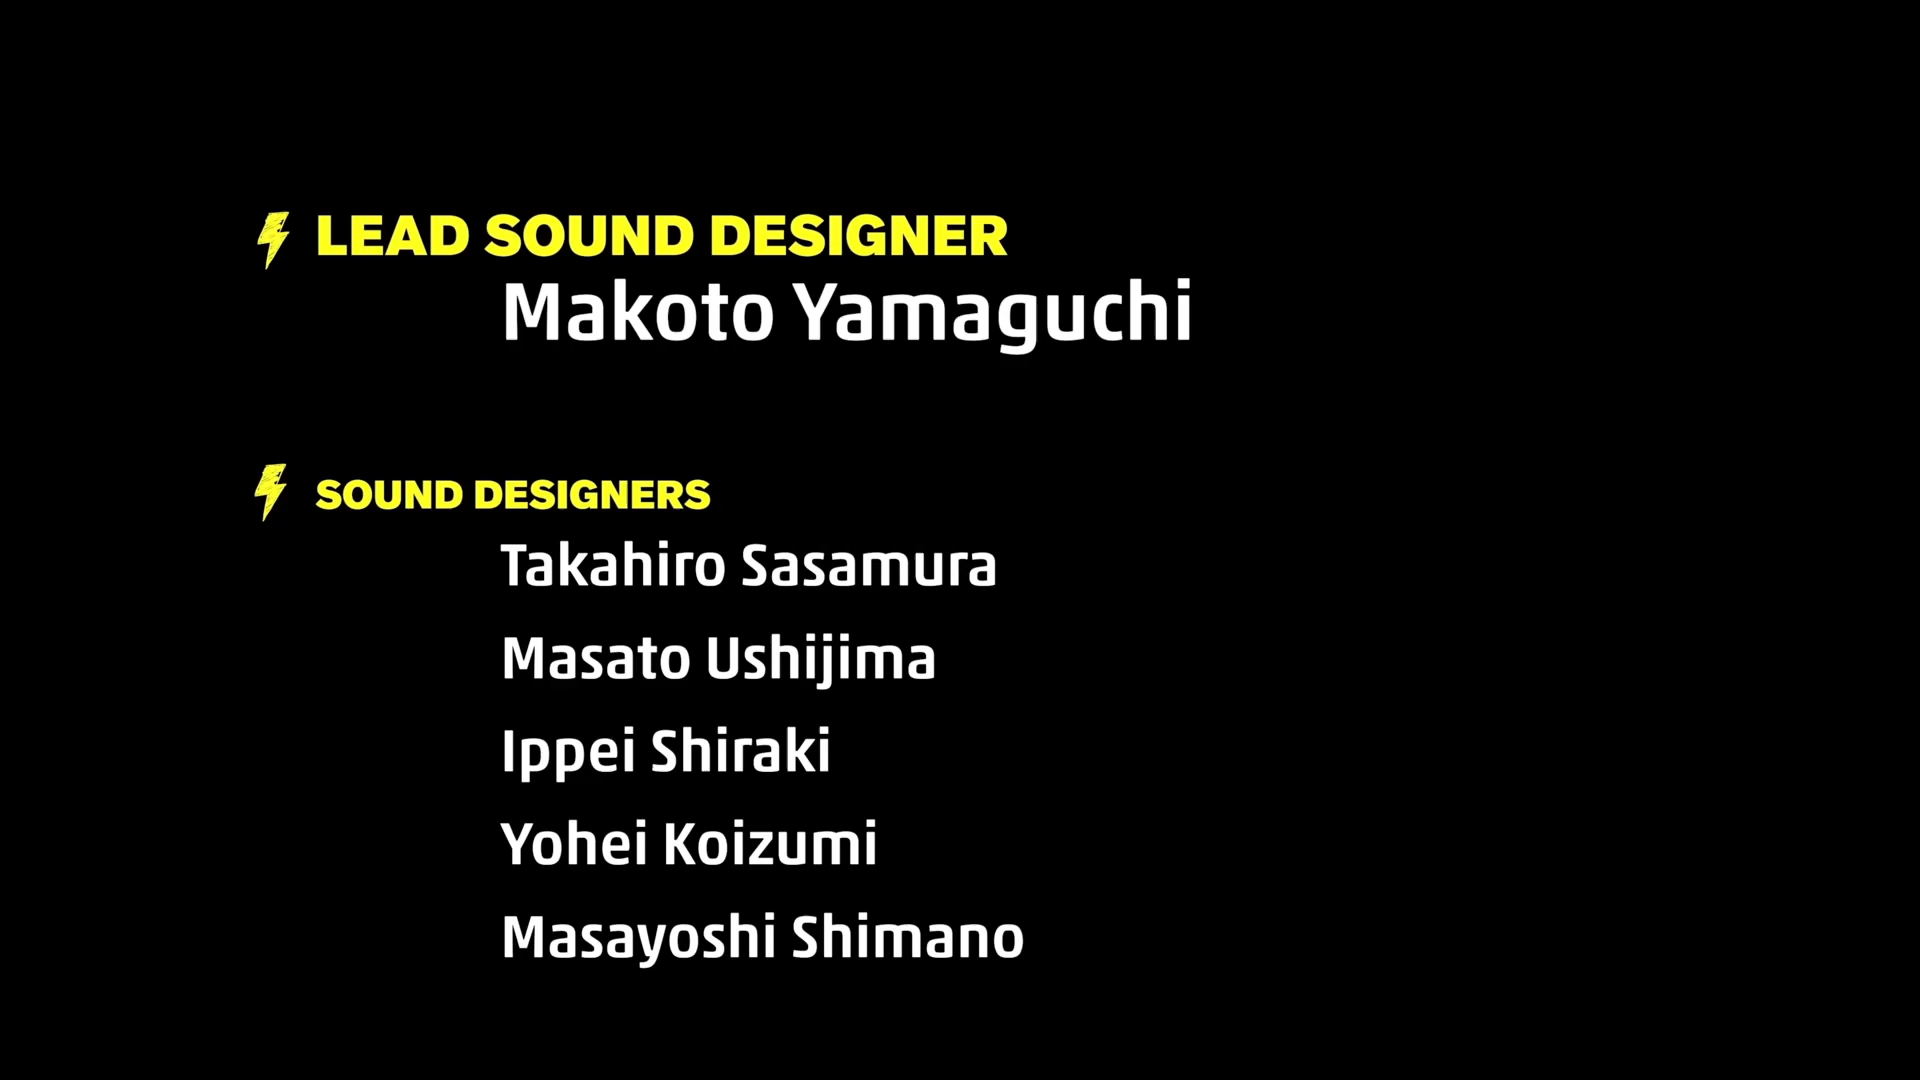 LEAD SOUND DESIGNER
Makoto Yamaguchi
SOUND DESIGNERS
Takahiro Sasamura
Masato Ushijima
Ippei Shiraki
Yohei Koizumi
Masayoshi Shimano